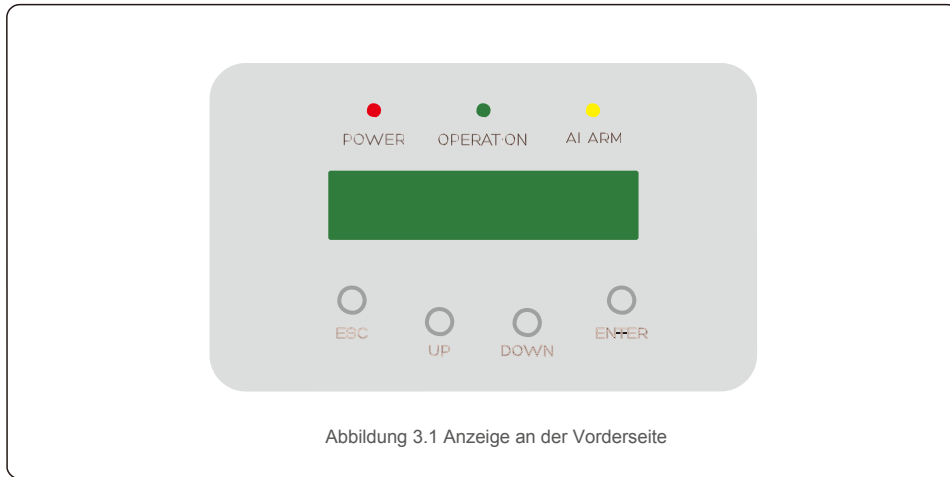 POWER OPERATION ALARM
ESC UP DOWN ENTER
Abbildung 3.1 Anzeige an der Vorderseite